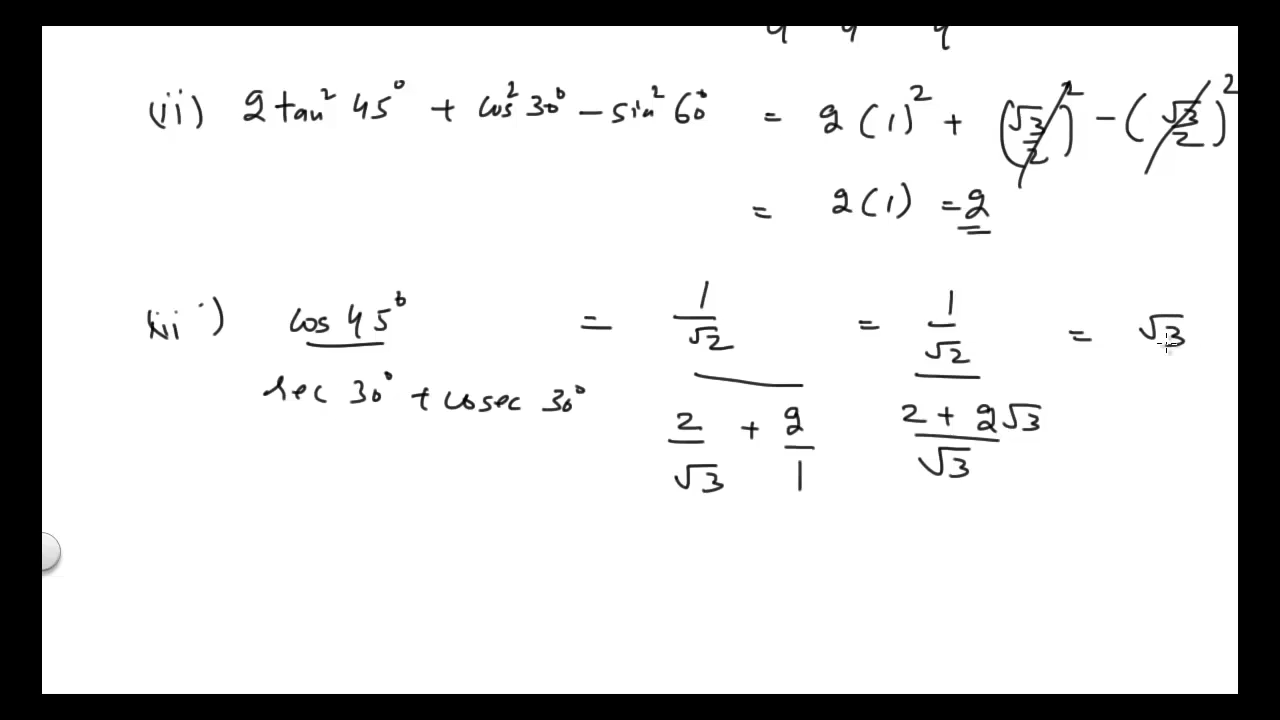 (ii) 2 tan² 45° + cos² 30° - sin² 60° = 2 (1)² + (√3/2)² - (√3/2)²
= 2(1) = 2
iii) cos 45° / sec 30° + cosec 30° = 1/√2 / 2/√3 + 2/1 = 1/√2 / 2 + 2√3/√3 = √3